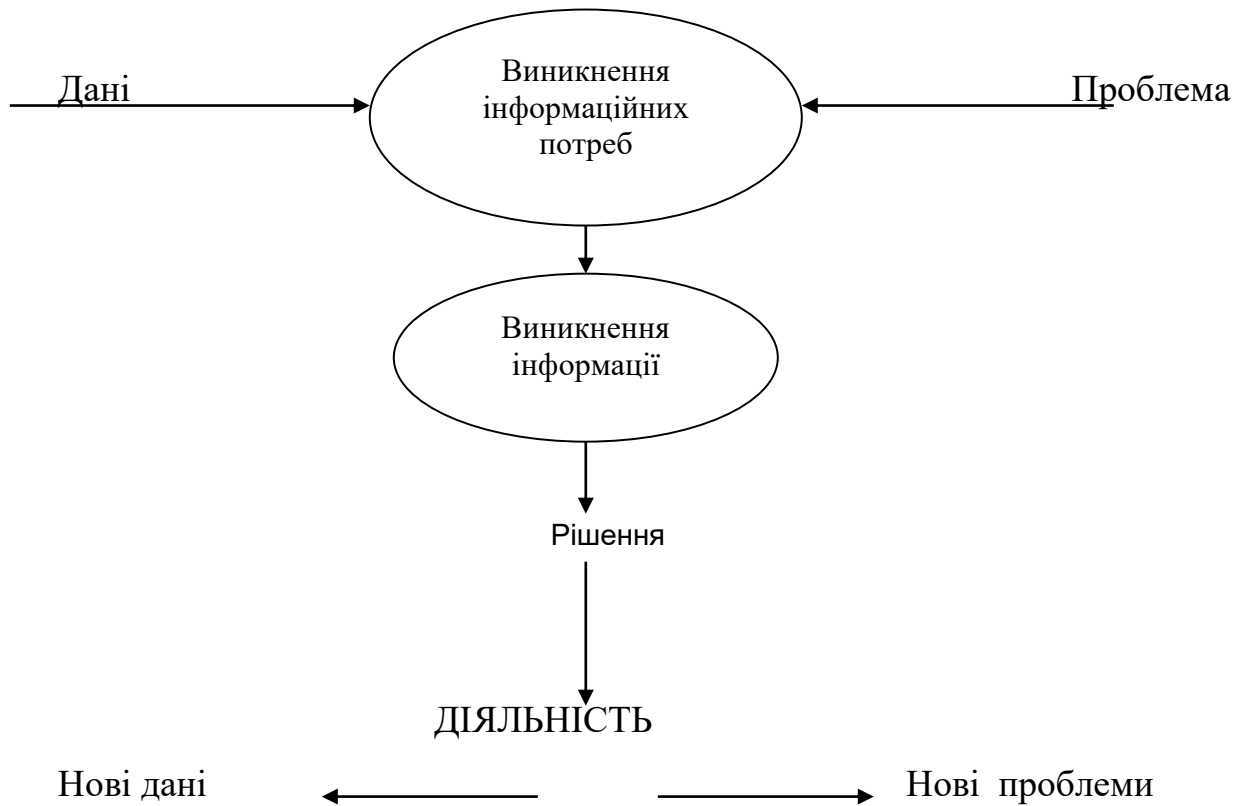 Дані
Виникнення
інформаційних
потреб
Проблема
Виникнення
інформації
Рішення
ДІЯЛЬНІСТЬ
Нові дані
Нові проблеми